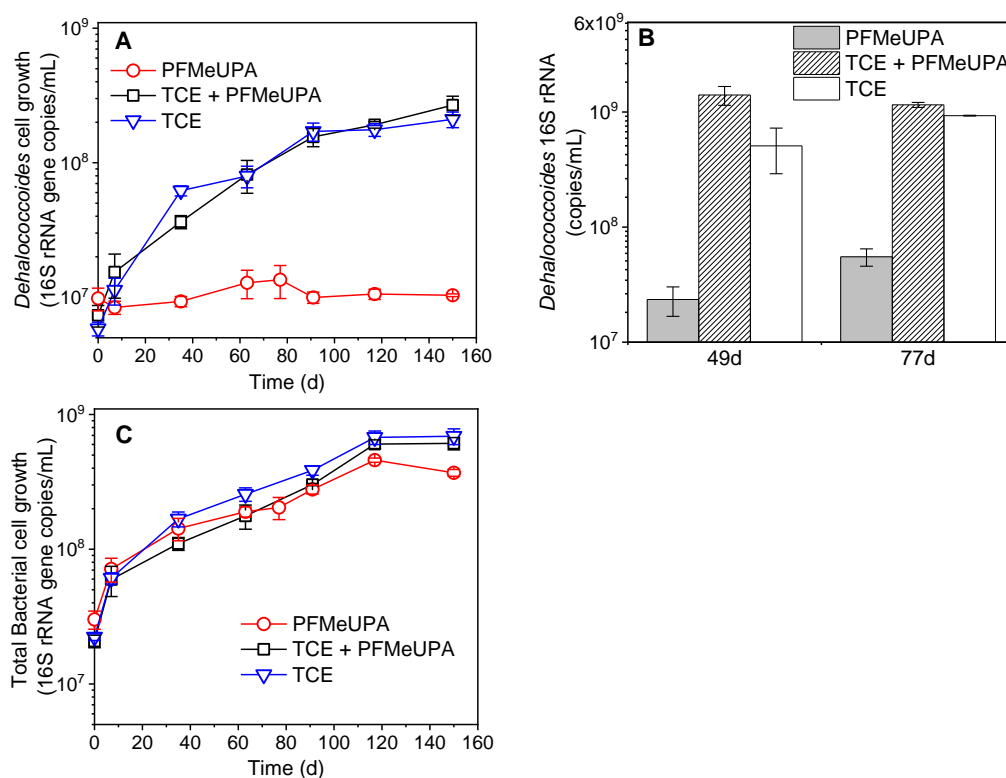 A
PFMeUPA
TCE + PFMeUPA
TCE
Dehalococcoides cell growth
(16S rRNA gene copies/mL)
10⁹
10⁸
10⁷
0 20 40 60 80 100 120 140 160
Time (d)
B
PFMeUPA
TCE + PFMeUPA
TCE
Dehalococcoides 16S rRNA
(copies/mL)
6x10⁹
10⁹
10⁸
10⁷
49d 77d
C
PFMeUPA
TCE + PFMeUPA
TCE
Total Bacterial cell growth
(16S rRNA gene copies/mL)
10⁹
10⁸
10⁷
0 20 40 60 80 100 120 140 160
Time (d)